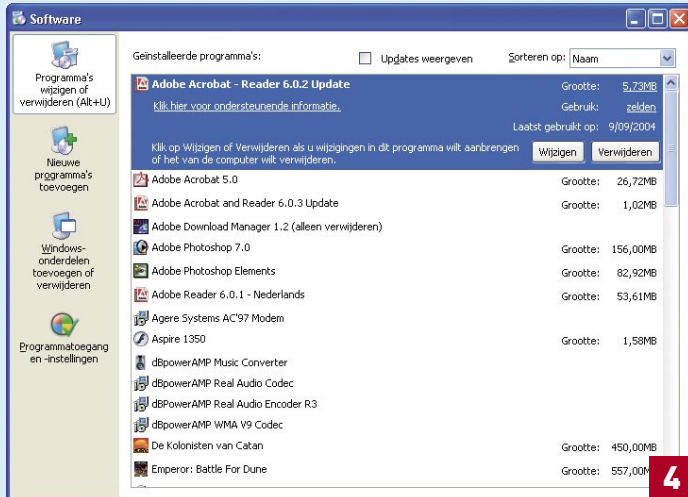 Software
Programma's
wijzigen of
verwijderen (Alt+U)
Nieuwe
programma's
toevoegen
Windows-
onderdelen
toevoegen of
verwijderen
Programmatoegang
en -instellingen
Geïnstalleerde programma's:
Updates weergeven
Sorteren op: Naam
Adobe Acrobat - Reader 6.0.2 Update Grootte: 5,73MB
Klik hier voor ondersteunende informatie. Gebruik: zelden
Laatst gebruikt op: 9/09/2004
Klik op Wijzigen of Verwijderen als u wijzigingen in dit programma wilt aanbrengen
of het van de computer wilt verwijderen.
Wijzigen Verwijderen
Adobe Acrobat 5.0 Grootte: 26,72MB
Adobe Acrobat and Reader 6.0.3 Update Grootte: 1,02MB
Adobe Download Manager 1.2 (alleen verwijderen)
Adobe Photoshop 7.0 Grootte: 156,00MB
Adobe Photoshop Elements Grootte: 82,92MB
Adobe Reader 6.0.1 - Nederlands Grootte: 53,61MB
Agere Systems AC'97 Modem
Aspire 1350 Grootte: 1,58MB
dBpowerAMP Music Converter
dBpowerAMP Real Audio Codec
dBPowerAMP Real Audio Encoder R3
dBpowerAMP WMA V9 Codec
De Kolonisten van Catan Grootte: 450,00MB
Emperor: Battle For Dune Grootte: 557,00M
4